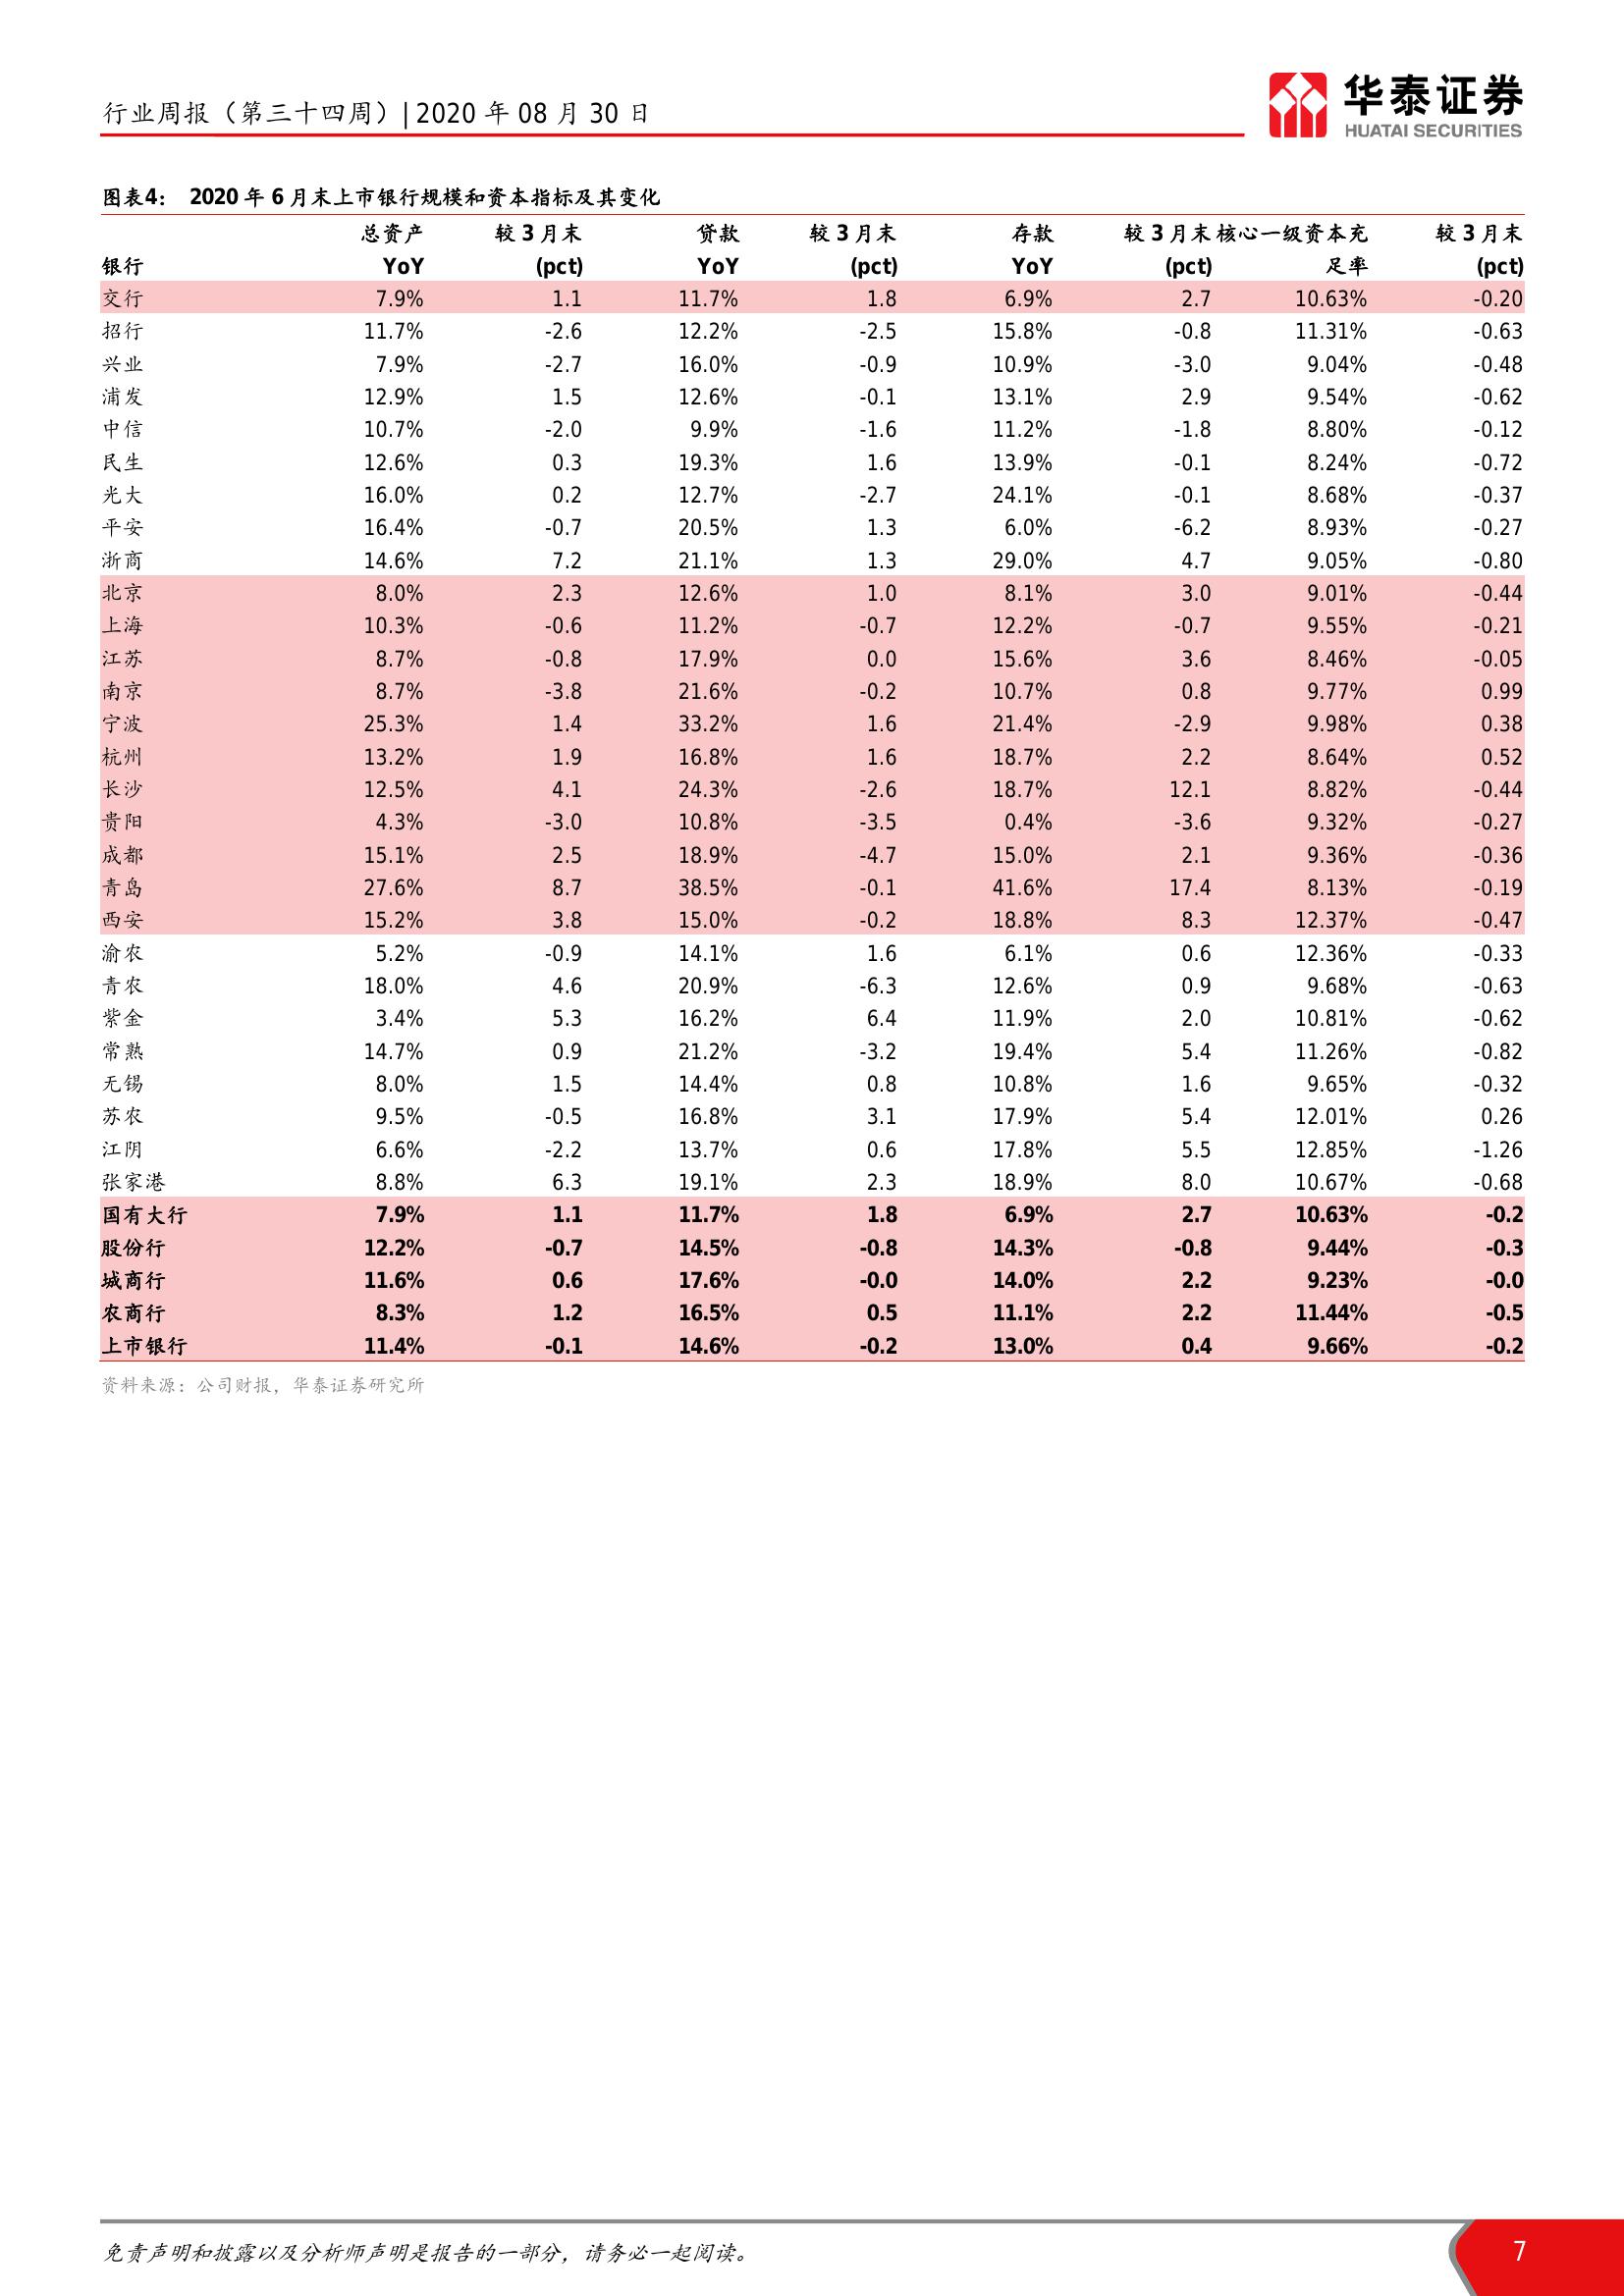 行业周报（第三十四周）| 2020 年 08 月 30 日
华泰证券
HUATAI SECURITIES
图表4： 2020 年 6 月末上市银行规模和资本指标及其变化
总资产 较 3 月末 贷款 较 3 月末 存款 较 3 月末 核心一级资本充 较 3 月末
银行 YoY (pct) YoY (pct) YoY (pct) 足率 (pct)
交行 7.9% 1.1 11.7% 1.8 6.9% 2.7 10.63% -0.20
招行 11.7% -2.6 12.2% -2.5 15.8% -0.8 11.31% -0.63
兴业 7.9% -2.7 16.0% -0.9 10.9% -3.0 9.04% -0.48
浦发 12.9% 1.5 12.6% -0.1 13.1% 2.9 9.54% -0.62
中信 10.7% -2.0 9.9% -1.6 11.2% -1.8 8.80% -0.12
民生 12.6% 0.3 19.3% 1.6 13.9% -0.1 8.24% -0.72
光大 16.0% 0.2 12.7% -2.7 24.1% -0.1 8.68% -0.37
平安 16.4% -0.7 20.5% 1.3 6.0% -6.2 8.93% -0.27
浙商 14.6% 7.2 21.1% 1.3 29.0% 4.7 9.05% -0.80
北京 8.0% 2.3 12.6% 1.0 8.1% 3.0 9.01% -0.44
上海 10.3% -0.6 11.2% -0.7 12.2% -0.7 9.55% -0.21
江苏 8.7% -0.8 17.9% 0.0 15.6% 3.6 8.46% -0.05
南京 8.7% -3.8 21.6% -0.2 10.7% 0.8 9.77% 0.99
宁波 25.3% 1.4 33.2% 1.6 21.4% -2.9 9.98% 0.38
杭州 13.2% 1.9 16.8% 1.6 18.7% 2.2 8.64% 0.52
长沙 12.5% 4.1 24.3% -2.6 18.7% 12.1 8.82% -0.44
贵阳 4.3% -3.0 10.8% -3.5 0.4% -3.6 9.32% -0.27
成都 15.1% 2.5 18.9% -4.7 15.0% 2.1 9.36% -0.36
青岛 27.6% 8.7 38.5% -0.1 41.6% 17.4 8.13% -0.19
西安 15.2% 3.8 15.0% -0.2 18.8% 8.3 12.37% -0.47
渝农 5.2% -0.9 14.1% 1.6 6.1% 0.6 12.36% -0.33
青农 18.0% 4.6 20.9% -6.3 12.6% 0.9 9.68% -0.63
紫金 3.4% 5.3 16.2% 6.4 11.9% 2.0 10.81% -0.62
常熟 14.7% 0.9 21.2% -3.2 19.4% 5.4 11.26% -0.82
无锡 8.0% 1.5 14.4% 0.8 10.8% 1.6 9.65% -0.32
苏农 9.5% -0.5 16.8% 3.1 17.9% 5.4 12.01% 0.26
江阴 6.6% -2.2 13.7% 0.6 17.8% 5.5 12.85% -1.26
张家港 8.8% 6.3 19.1% 2.3 18.9% 8.0 10.67% -0.68
国有大行 7.9% 1.1 11.7% 1.8 6.9% 2.7 10.63% -0.2
股份行 12.2% -0.7 14.5% -0.8 14.3% -0.8 9.44% -0.3
城商行 11.6% 0.6 17.6% -0.0 14.0% 2.2 9.23% -0.0
农商行 8.3% 1.2 16.5% 0.5 11.1% 2.2 11.44% -0.5
上市银行 11.4% -0.1 14.6% -0.2 13.0% 0.4 9.66% -0.2
资料来源：公司财报，华泰证券研究所
免责声明和披露以及分析师声明是报告的一部分，请务必一起阅读。
7